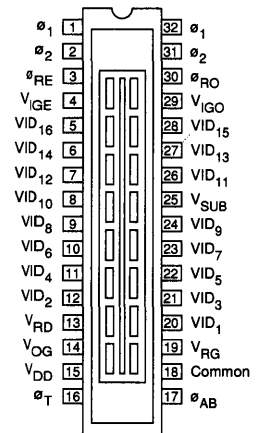 ø1 1 32 ø1
ø2 2 31 ø2
øRE 3 30 øRO
VIGE 4 29 VIGO
VID16 5 28 VID15
VID14 6 27 VID13
VID12 7 26 VID11
VID10 8 25 VSUB
VID8 9 24 VID9
VID6 10 23 VID7
VID4 11 22 VID5
VID2 12 21 VID3
VRD 13 20 VID1
VOG 14 19 VRG
VDD 15 18 Common
øT 16 17 øAB